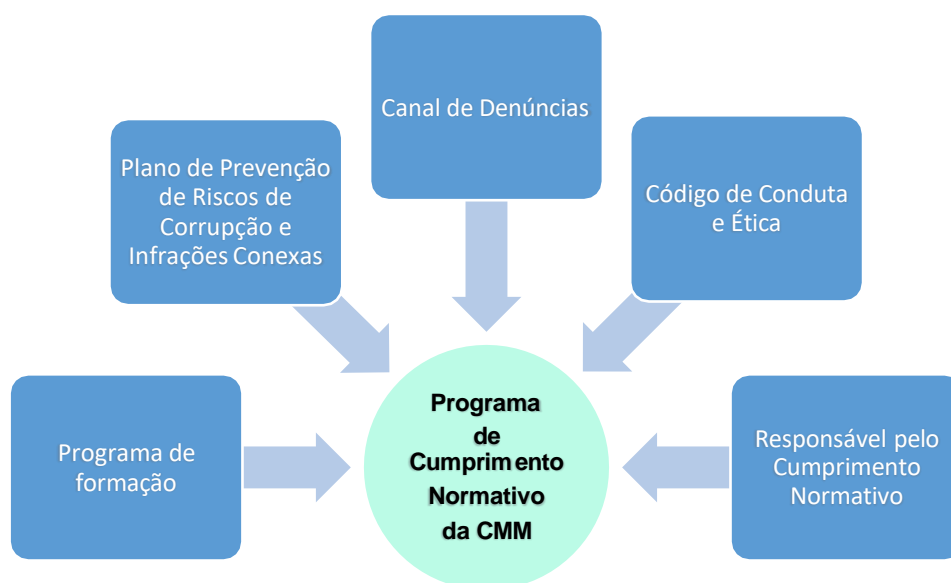 Canal de Denúncias
Plano de Prevenção
de Riscos de
Corrupção e
Infrações Conexas
Código de Conduta
e Ética
Programa de
formação
Programa
de
Cumprimento
Normativo
da CMM
Responsável pelo
Cumprimento
Normativo